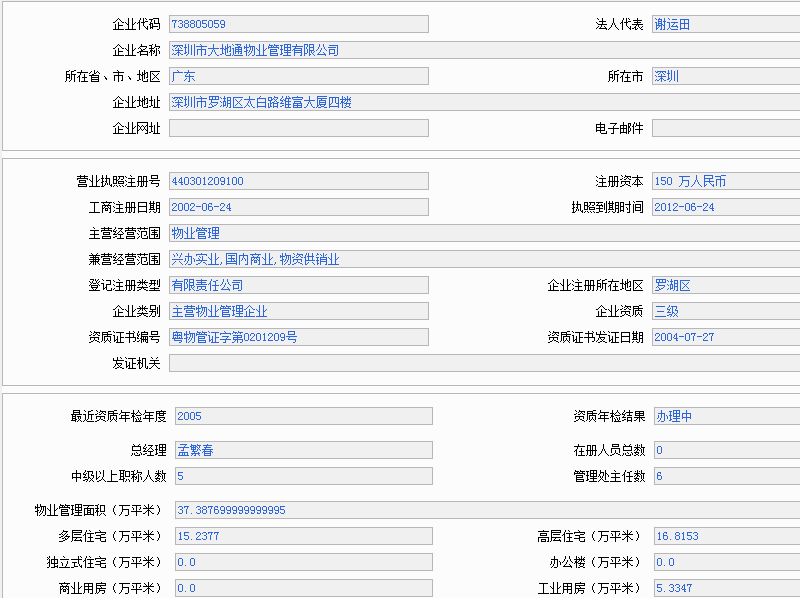 企业代码 738805059 法人代表 谢运田
企业名称 深圳市大地通物业管理有限公司
所在省、市、地区 广东 所在市 深圳
企业地址 深圳市罗湖区太白路维富大厦四楼
企业网址 电子邮件
营业执照注册号 440301209100 注册资本 150 万人民币
工商注册日期 2002-06-24 执照到期时间 2012-06-24
主营经营范围 物业管理
兼营经营范围 兴办实业,国内商业,物资供销业
登记注册类型 有限责任公司 企业注册所在地区 罗湖区
企业类别 主营物业管理企业 企业资质 三级
资质证书编号 粤物管证字第0201209号 资质证书发证日期 2004-07-27
发证机关
最近资质年检年度 2005 资质年检结果 办理中
总经理 孟繁春 在册人员总数 0
中级以上职称人数 5 管理处主任数 6
物业管理面积（万平米） 37.387699999999995
多层住宅（万平米） 15.2377 高层住宅（万平米） 16.8153
独立式住宅（万平米） 0.0 办公楼（万平米） 0.0
商业用房（万平米） 0.0 工业用房（万平米） 5.3347